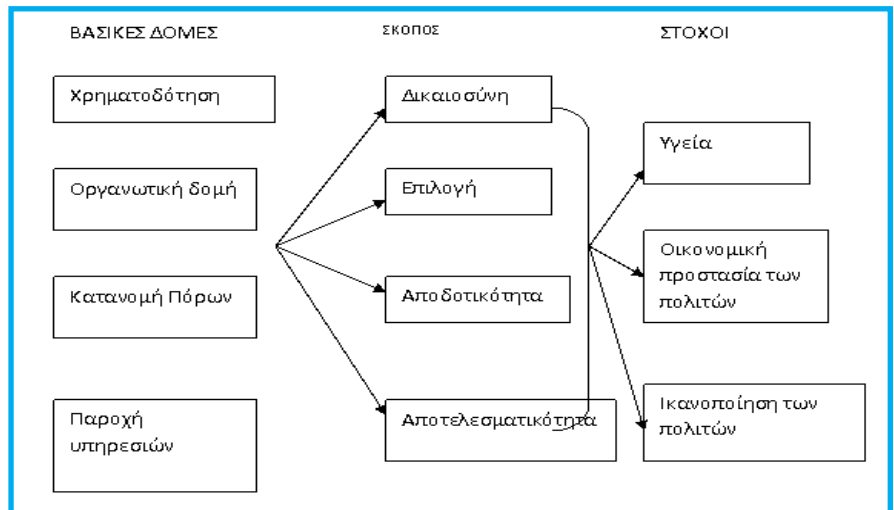 ΒΑΣΙΚΕΣ ΔΟΜΕΣ
Χρηματοδότηση
Οργανωτική δομή
Κατανομή Πόρων
Παροχή
υπηρεσιών
ΣΚΟΠΟΣ
Δικαιοσύνη
Επιλογή
Αποδοτικότητα
Αποτελεσματικότητα
ΣΤΟΧΟΙ
Υγεία
Οικονομική
προστασία των
πολιτών
Ικανοποίηση των
πολιτών